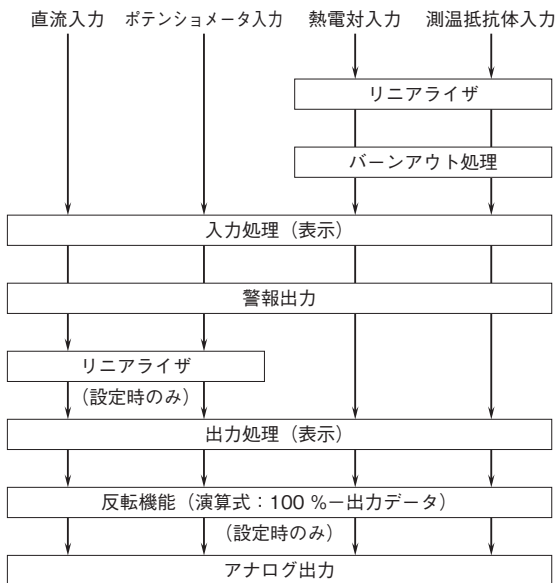 直流入力 ポテンショメータ入力 熱電対入力 測温抵抗体入力
リニアライザ
バーンアウト処理
入力処理（表示）
警報出力
リニアライザ
（設定時のみ）
出力処理（表示）
反転機能（演算式：100 %－出力データ）
（設定時のみ）
アナログ出力